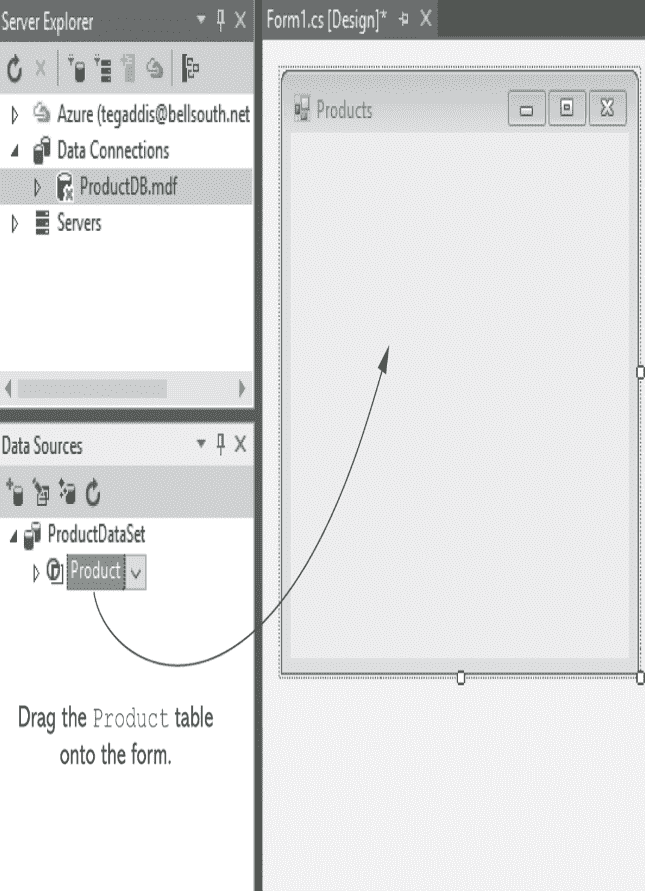 Server Explorer
Azure (tegaddis@bellsouth.net
Data Connections
ProductDB.mdf
Servers
Data Sources
ProductDataSet
Product
Drag the Product table
onto the form.
Form1.cs [Design]*
Products